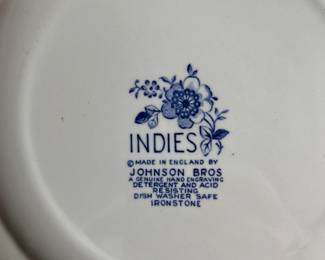 INDIES
© MADE IN ENGLAND BY
JOHNSON BROS
A GENUINE HAND ENGRAVING
DETERGENT AND ACID
RESISTING
DISH WASHER SAFE
IRONSTONE